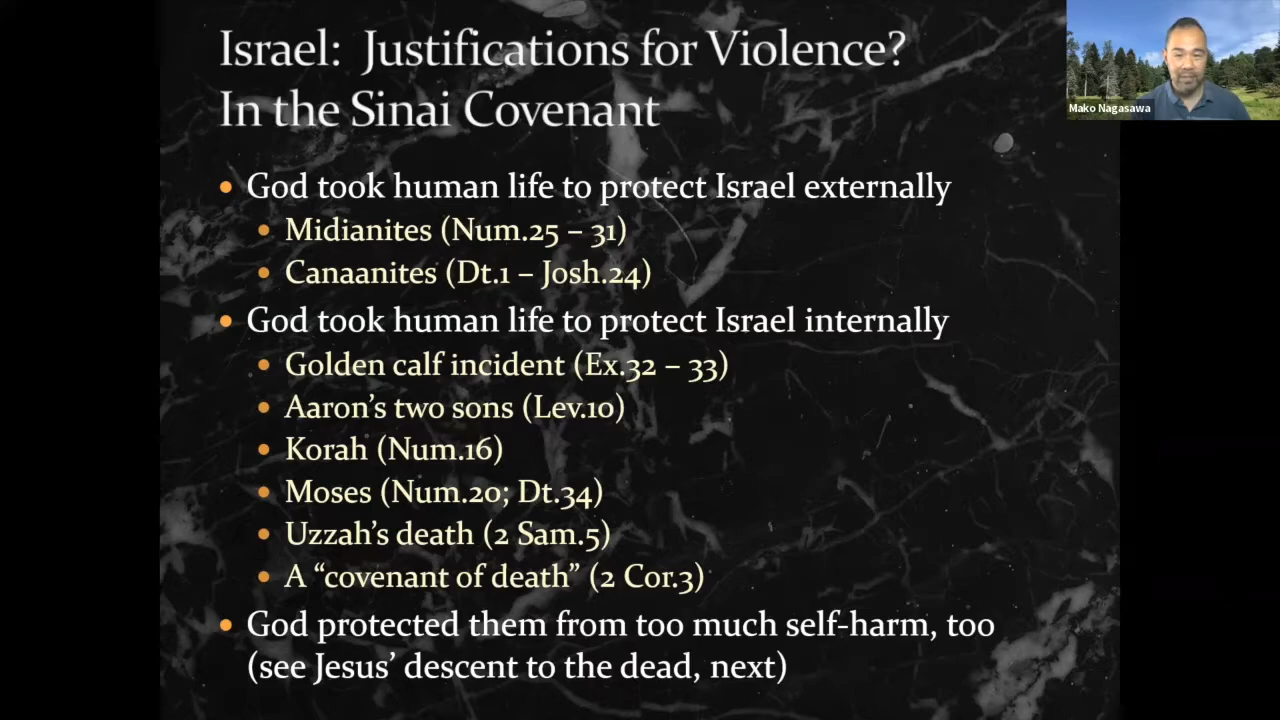 Israel:  Justifications for Violence?
In the Sinai Covenant
Mako Nagasawa
• God took human life to protect Israel externally
• Midianites (Num.25 – 31)
• Canaanites (Dt.1 – Josh.24)
• God took human life to protect Israel internally
• Golden calf incident (Ex.32 – 33)
• Aaron’s two sons (Lev.10)
• Korah (Num.16)
• Moses (Num.20; Dt.34)
• Uzzah’s death (2 Sam.5)
• A “covenant of death” (2 Cor.3)
• God protected them from too much self-harm, too
(see Jesus’ descent to the dead, next)